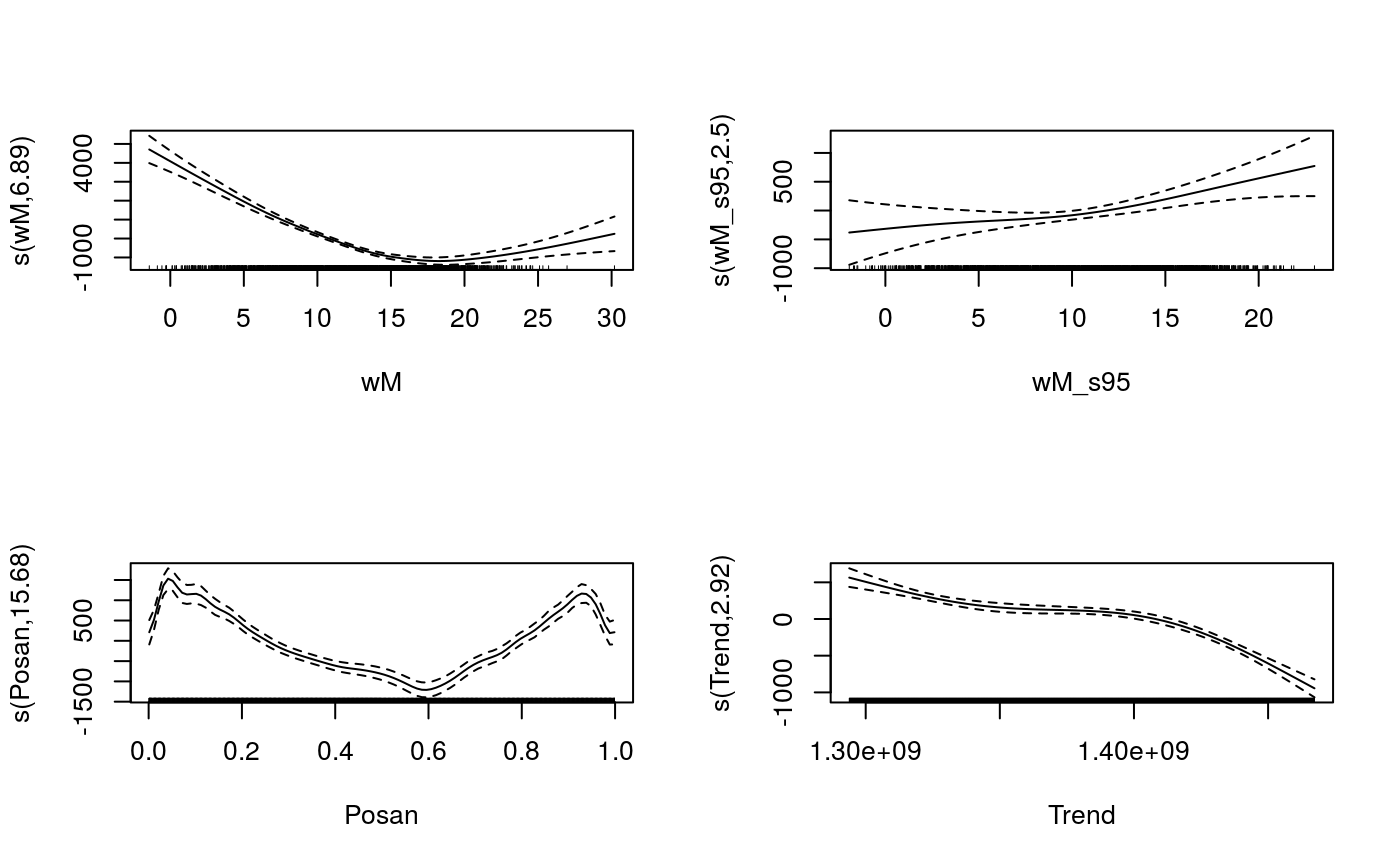 s(wM,6.89)
4000
-1000
0 5 10 15 20 25 30
wM
s(wM_s95,2.5)
500
-1000
0 5 10 15 20
wM_s95
s(Posan,15.68)
500
-1500
0.0 0.2 0.4 0.6 0.8 1.0
Posan
s(Trend,2.92)
0
-1000
1.30e+09 1.40e+09
Trend